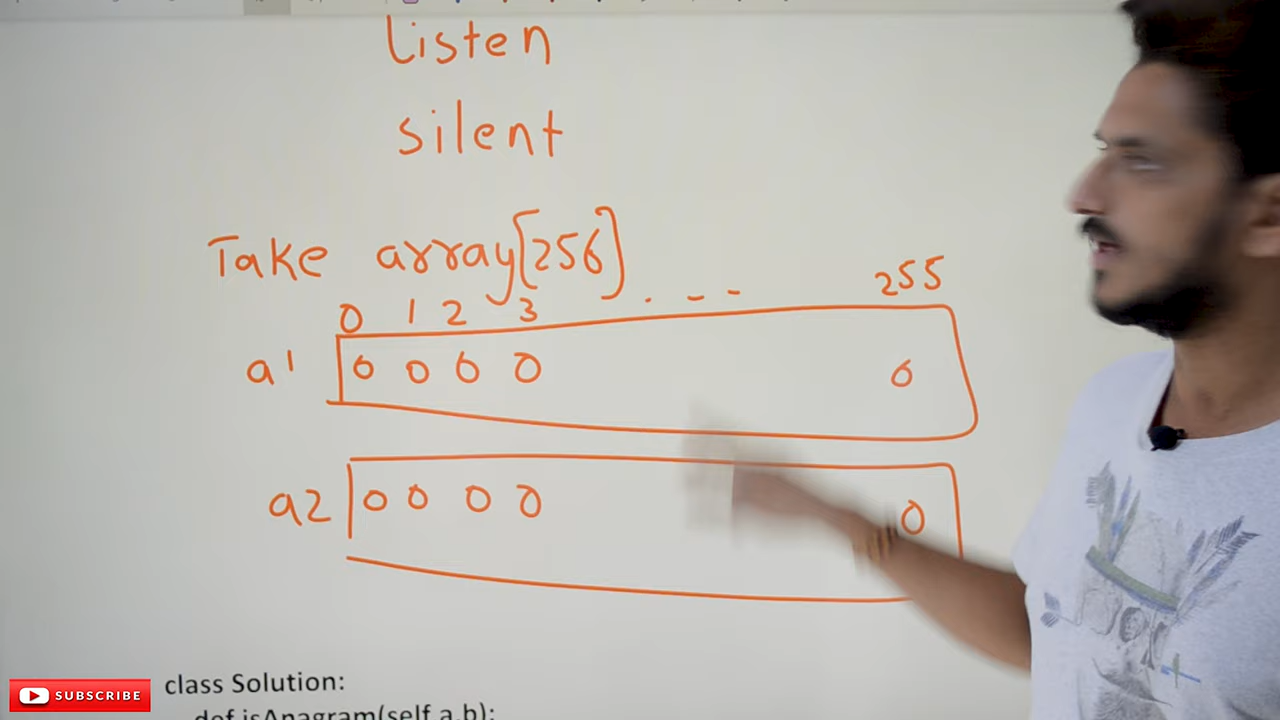 Listen
silent
Take array[256]
0 1 2 3 . - - 255
a1 0 0 0 0 0
a2 0 0 0 0 0
class Solution:
def isAnagram(self,a,b):
SUBSCRIBE